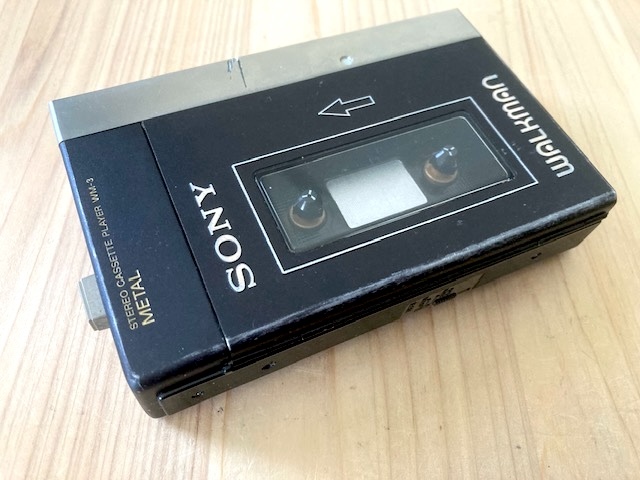 WALKMAN
SONY
STEREO CASSETTE PLAYER WM-3
METAL